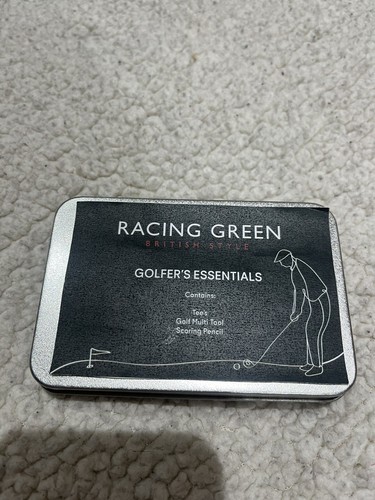 RACING GREEN
BRITISH STYLE
GOLFER'S ESSENTIALS
Contains:
Tee's
Golf Multi Tool
Scoring Pencil